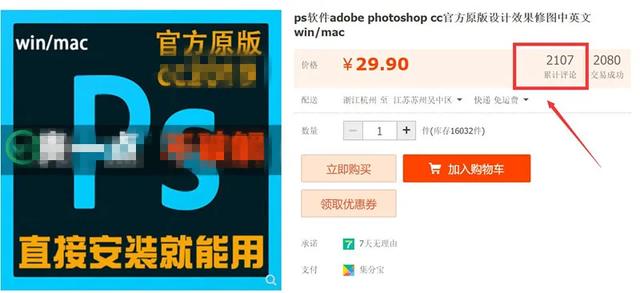 win/mac
官方原版
Ps
直接安装就能用
ps软件adobe photoshop cc官方原版设计效果修图中英文
win/mac
价格
¥29.90
2107
累计评论
2080
交易成功
配送
浙江杭州 至 江苏苏州吴中区
快递 免运费
数量
1
件(库存16032件)
立即购买
加入购物车
领取优惠券
承诺
7天无理由
支付
集分宝